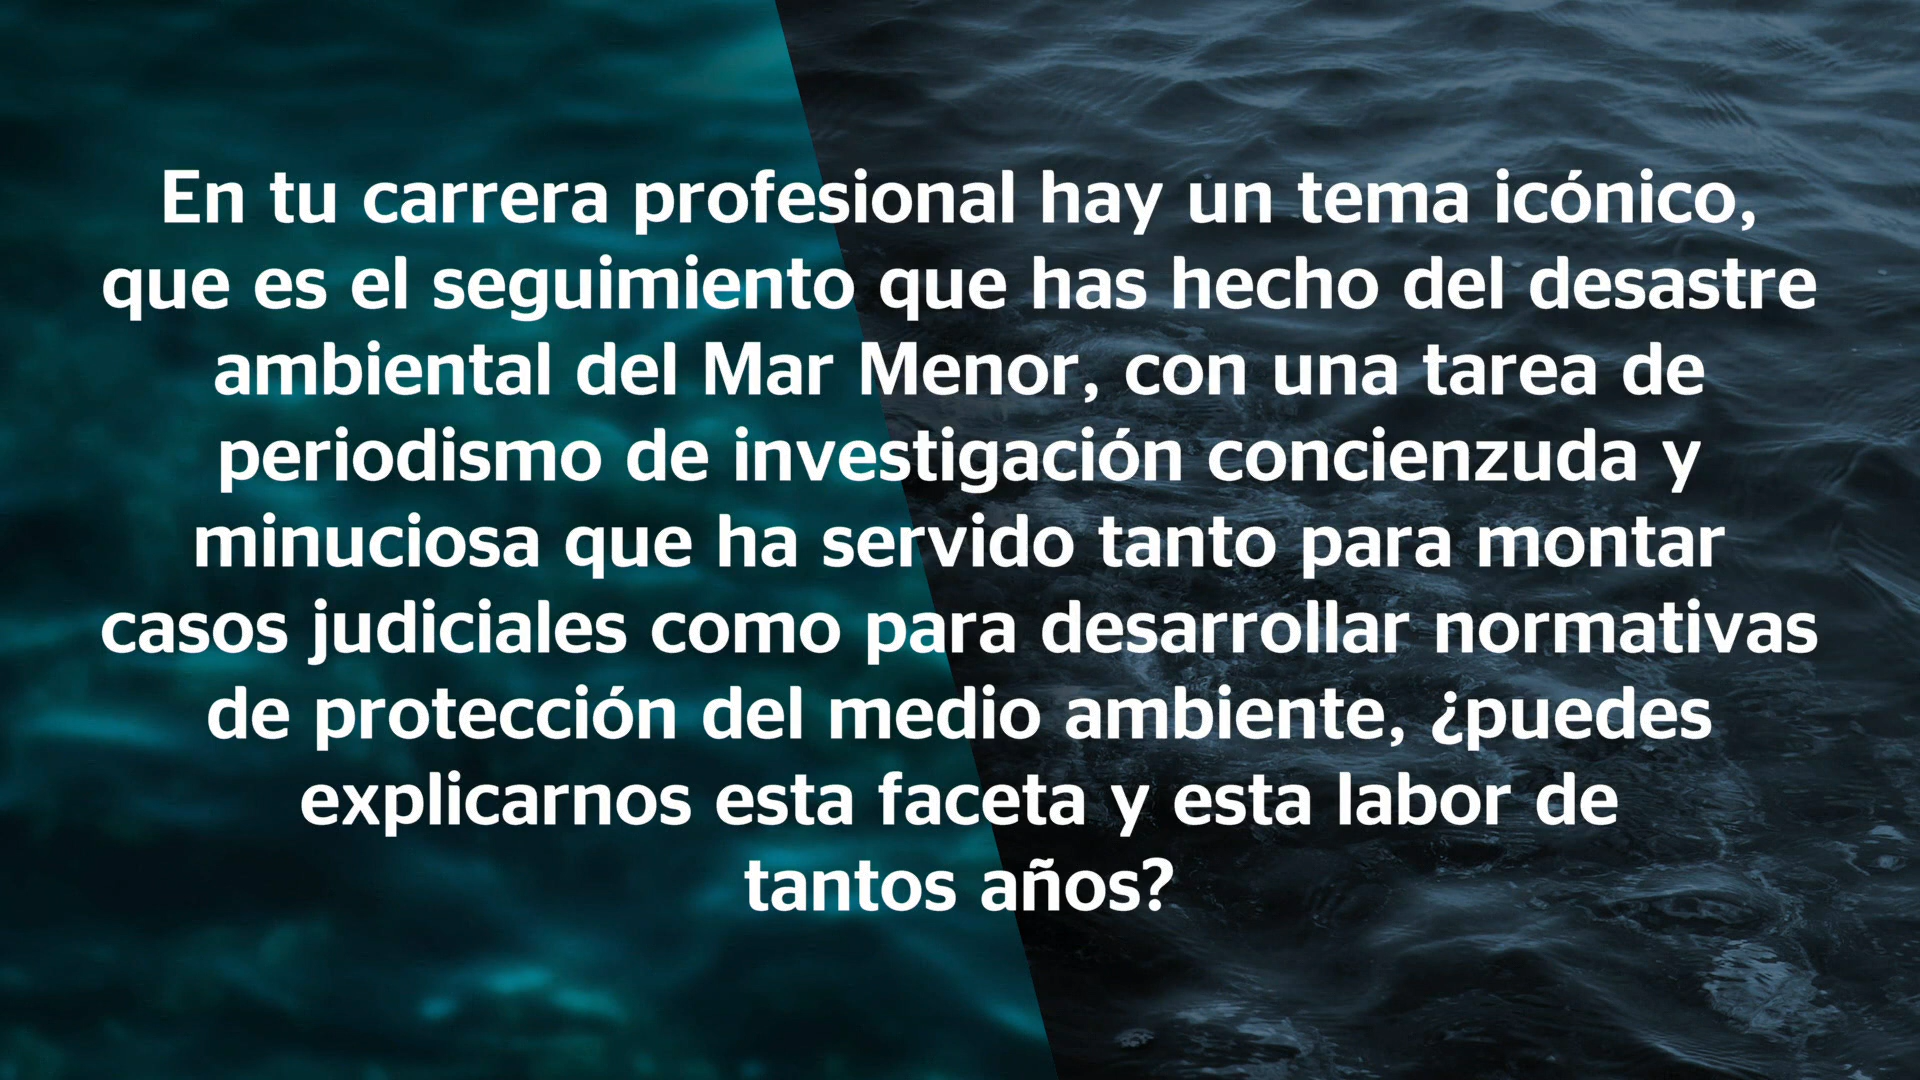 En tu carrera profesional hay un tema icónico,
que es el seguimiento que has hecho del desastre
ambiental del Mar Menor, con una tarea de
periodismo de investigación concienzuda y
minuciosa que ha servido tanto para montar
casos judiciales como para desarrollar normativas
de protección del medio ambiente, ¿puedes
explicarnos esta faceta y esta labor de
tantos años?